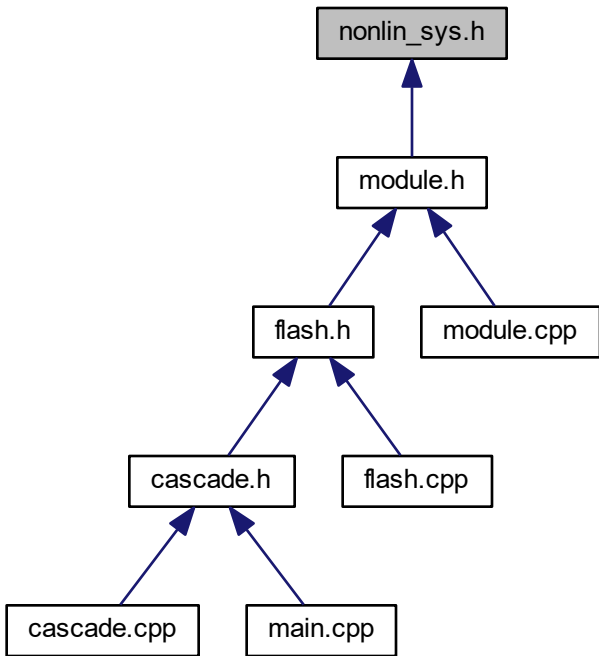 nonlin_sys.h
module.h
flash.h
module.cpp
cascade.h
flash.cpp
cascade.cpp
main.cpp